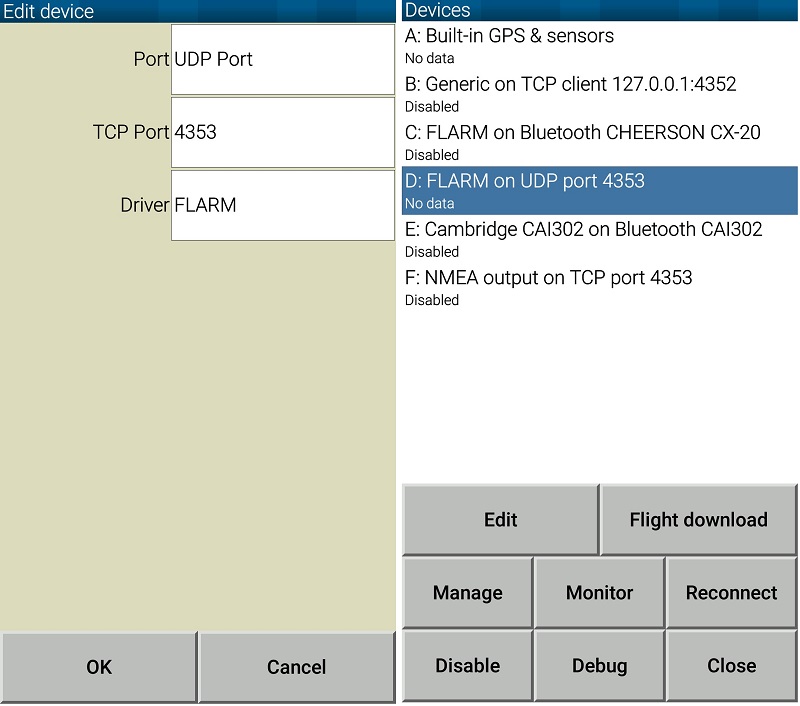 Edit device
Port UDP Port
TCP Port 4353
Driver FLARM
OK Cancel
Devices
A: Built-in GPS & sensors
No data
B: Generic on TCP client 127.0.0.1:4352
Disabled
C: FLARM on Bluetooth CHEERSON CX-20
Disabled
D: FLARM on UDP port 4353
No data
E: Cambridge CAI302 on Bluetooth CAI302
Disabled
F: NMEA output on TCP port 4353
Disabled
Edit Flight download
Manage Monitor Reconnect
Disable Debug Close